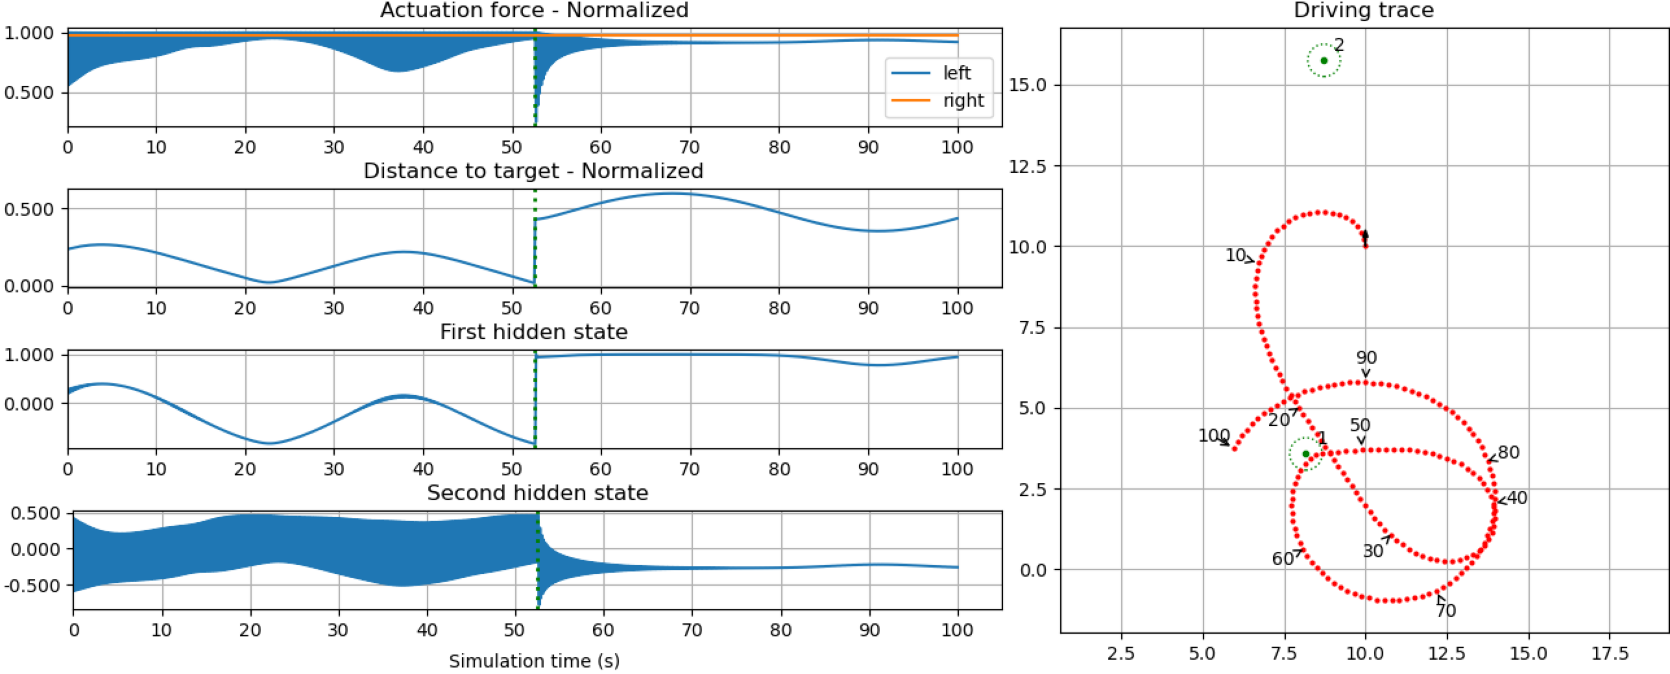 Actuation force - Normalized
1.000
0.500
left
right
0 10 20 30 40 50 60 70 80 90 100
Distance to target - Normalized
0.500
0.000
0 10 20 30 40 50 60 70 80 90 100
First hidden state
1.000
0.000
0 10 20 30 40 50 60 70 80 90 100
Second hidden state
0.500
0.000
-0.500
0 10 20 30 40 50 60 70 80 90 100
Simulation time (s)
Driving trace
2
15.0
12.5
10.0
10
7.5
90
5.0
20
50
100
1
80
2.5
40
30
60
0.0
70
2.5 5.0 7.5 10.0 12.5 15.0 17.5